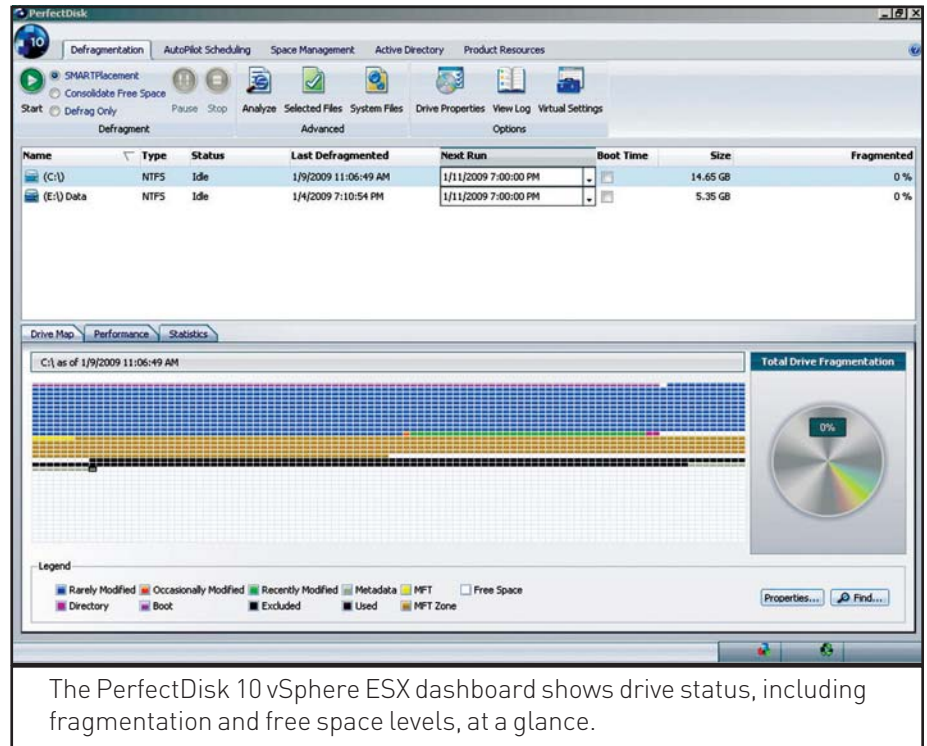 PerfectDisk
10
Defragmentation AutoPilot Scheduling Space Management Active Directory Product Resources
Start
SMARTPlacement
Consolidate Free Space
Defrag Only
Pause Stop
Analyze Selected Files System Files
Drive Properties View Log Virtual Settings
Defragment Advanced Options
Name Type Status Last Defragmented Next Run Boot Time Size Fragmented
(C:\) NTFS Idle 1/9/2009 11:06:49 AM 1/11/2009 7:00:00 PM 14.65 GB 0 %
(E:\) Data NTFS Idle 1/4/2009 7:10:54 PM 1/11/2009 7:00:00 PM 5.35 GB 0 %
Drive Map Performance Statistics
C:\ as of 1/9/2009 11:06:49 AM
Total Drive Fragmentation
0%
Legend
Rarely Modified Occasionally Modified Recently Modified Metadata MFT Free Space
Directory Boot Excluded Used MFT Zone
Properties... Find...
The PerfectDisk 10 vSphere ESX dashboard shows drive status, including
fragmentation and free space levels, at a glance.